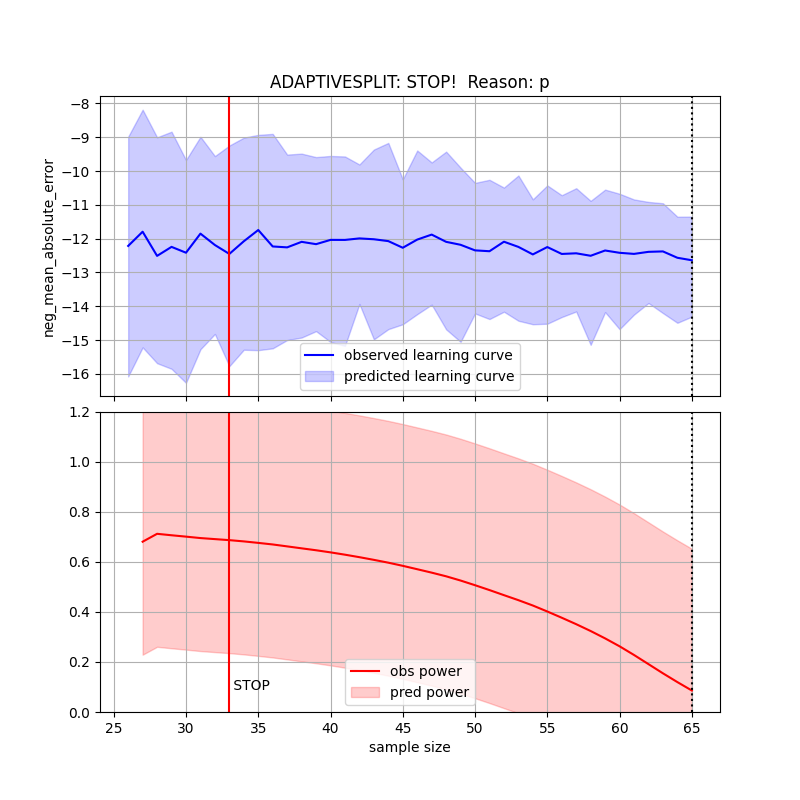 ADAPTIVESPLIT: STOP!  Reason: p
−8
−9
−10
−11
−12
−13
−14
−15
−16
neg_mean_absolute_error
observed learning curve
predicted learning curve
1.2
1.0
0.8
0.6
0.4
0.2
0.0
STOP
obs power
pred power
25 30 35 40 45 50 55 60 65
sample size